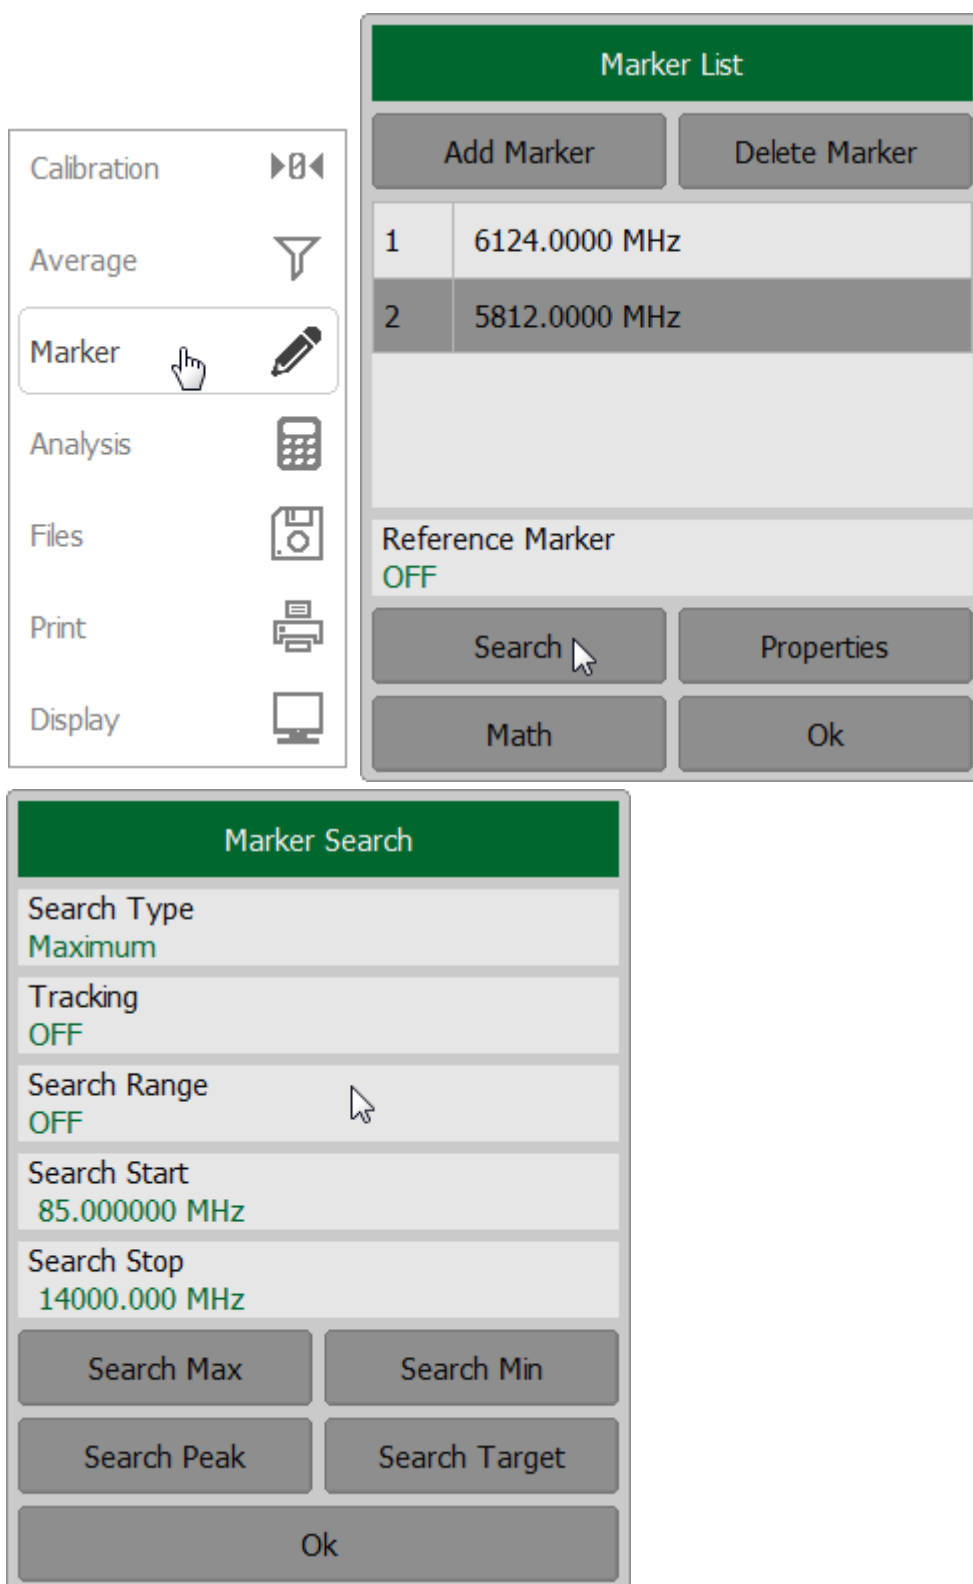 Calibration
Average
Marker
Analysis
Files
Print
Display
Marker List
Add Marker Delete Marker
1 6124.0000 MHz
2 5812.0000 MHz
Reference Marker
OFF
Search Properties
Math Ok
Marker Search
Search Type
Maximum
Tracking
OFF
Search Range
OFF
Search Start
85.000000 MHz
Search Stop
14000.000 MHz
Search Max Search Min
Search Peak Search Target
Ok